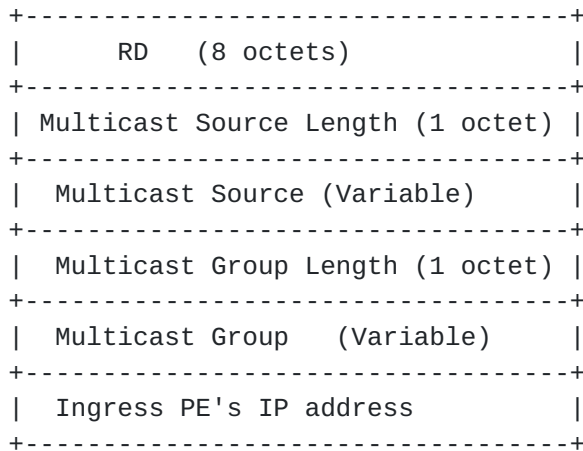 RD (8 octets)
Multicast Source Length (1 octet)
Multicast Source (Variable)
Multicast Group Length (1 octet)
Multicast Group (Variable)
Ingress PE's IP address